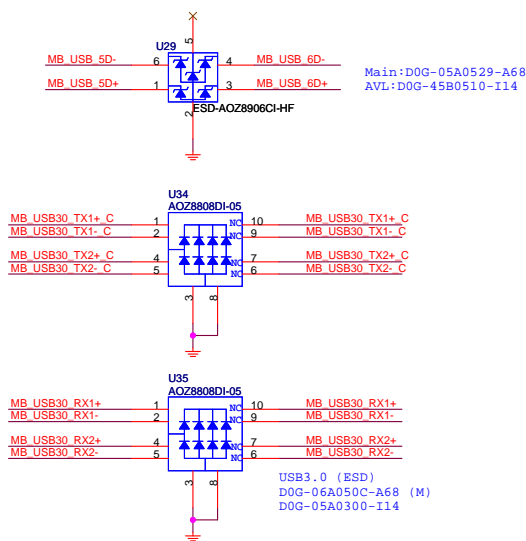 5
U29
MB_USB_5D- 6 4 MB_USB_6D-
MB_USB_5D+ 1 3 MB_USB_6D+
2
ESD-AOZ8906CI-HF
Main:D0G-05A0529-A68
AVL:D0G-45B0510-I14
U34
AOZ8808DI-05
MB_USB30_TX1+_C 1 NC 10 MB_USB30_TX1+_C
MB_USB30_TX1-_C 2 NC 9 MB_USB30_TX1-_C
MB_USB30_TX2+_C 4 NC 7 MB_USB30_TX2+_C
MB_USB30_TX2-_C 5 NC 6 MB_USB30_TX2-_C
3 8
U35
AOZ8808DI-05
MB_USB30_RX1+ 1 NC 10 MB_USB30_RX1+
MB_USB30_RX1- 2 NC 9 MB_USB30_RX1-
MB_USB30_RX2+ 4 NC 7 MB_USB30_RX2+
MB_USB30_RX2- 5 NC 6 MB_USB30_RX2-
3 8
USB3.0 (ESD)
D0G-06A050C-A68 (M)
D0G-05A0300-I14